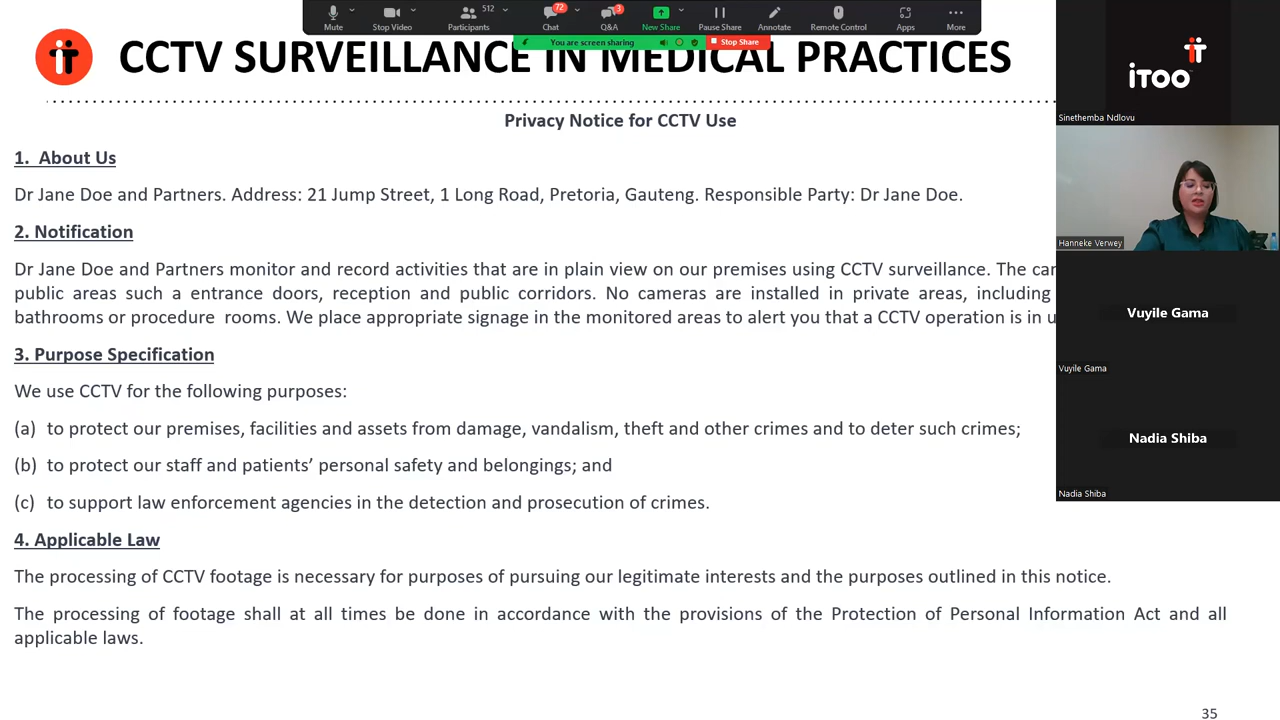 Mute
Stop Video
512
Participants
72
Chat
3
Q&A
New Share
Pause Share
Annotate
Remote Control
Apps
More
You are screen sharing
Stop Share
CCTV SURVEILLANCE IN MEDICAL PRACTICES
Privacy Notice for CCTV Use
1. About Us
Dr Jane Doe and Partners. Address: 21 Jump Street, 1 Long Road, Pretoria, Gauteng. Responsible Party: Dr Jane Doe.
2. Notification
Dr Jane Doe and Partners monitor and record activities that are in plain view on our premises using CCTV surveillance. The
public areas such a entrance doors, reception and public corridors. No cameras are installed in private areas, including
bathrooms or procedure rooms. We place appropriate signage in the monitored areas to alert you that a CCTV operation is in
3. Purpose Specification
We use CCTV for the following purposes:
(a) to protect our premises, facilities and assets from damage, vandalism, theft and other crimes and to deter such crimes;
(b) to protect our staff and patients’ personal safety and belongings; and
(c) to support law enforcement agencies in the detection and prosecution of crimes.
4. Applicable Law
The processing of CCTV footage is necessary for purposes of pursuing our legitimate interests and the purposes outlined in this notice.
The processing of footage shall at all times be done in accordance with the provisions of the Protection of Personal Information Act and all
applicable laws.
35
iTOO
Sinethemba Ndlovu
Hanneke Verwey
Vuyile Gama
Vuyile Gama
Nadia Shiba
Nadia Shiba